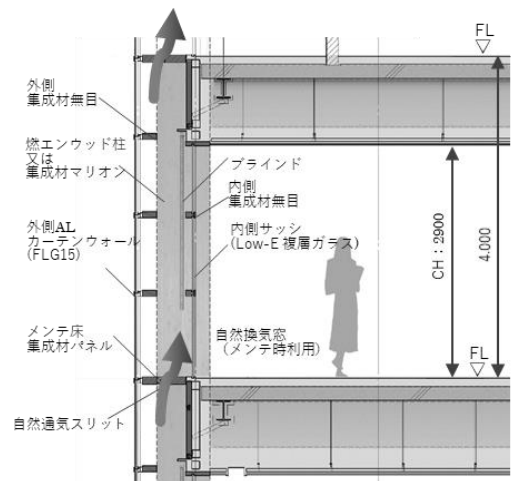 FL
外側
集成材無目
燃エンウッド柱
又は
集成材マリオン
ブラインド
内側
集成材無目
外側AL
カーテンウォール
(FLG15)
内側サッシ
(Low-E 複層ガラス)
CH：2900
4.000
メンテ床
集成材パネル
自然換気窓
（メンテ時利用）
FL
自然通気スリット